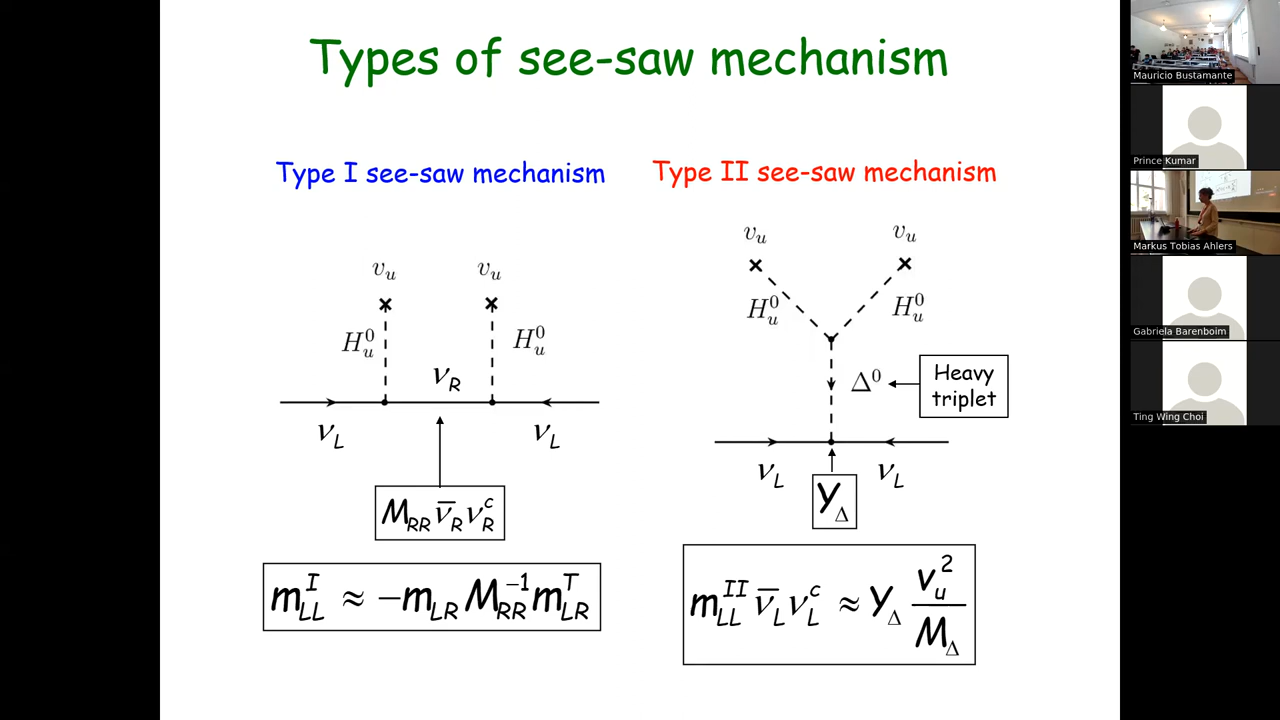 Types of see-saw mechanism
Type I see-saw mechanism
v_u v_u
H_u^0 H_u^0
ν_R
ν_L ν_L
M_RR ν̄_R ν_R^c
m_LL^I ≈ -m_LR M_RR^-1 m_LR^T
Type II see-saw mechanism
v_u v_u
H_u^0 H_u^0
Δ^0
Heavy
triplet
ν_L ν_L
Y_Δ
m_LL^II ν̄_L ν_L^c ≈ Y_Δ v_u^2 / M_Δ
Mauricio Bustamante
Prince Kumar
Markus Tobias Ahlers
Gabriela Barenboim
Ting Wing Choi